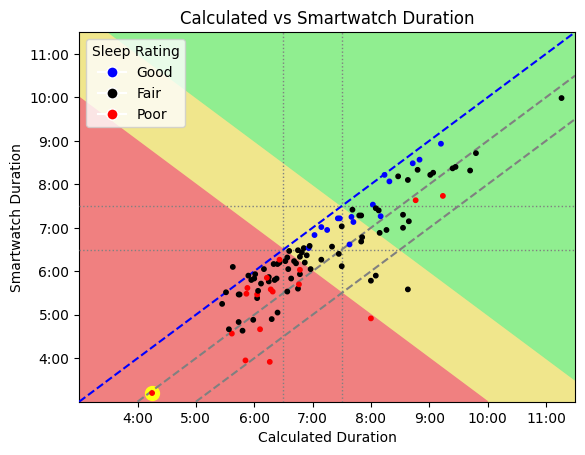 Calculated vs Smartwatch Duration
Sleep Rating
Good
Fair
Poor
Smartwatch Duration
11:00
10:00
9:00
8:00
7:00
6:00
5:00
4:00
4:00 5:00 6:00 7:00 8:00 9:00 10:00 11:00
Calculated Duration